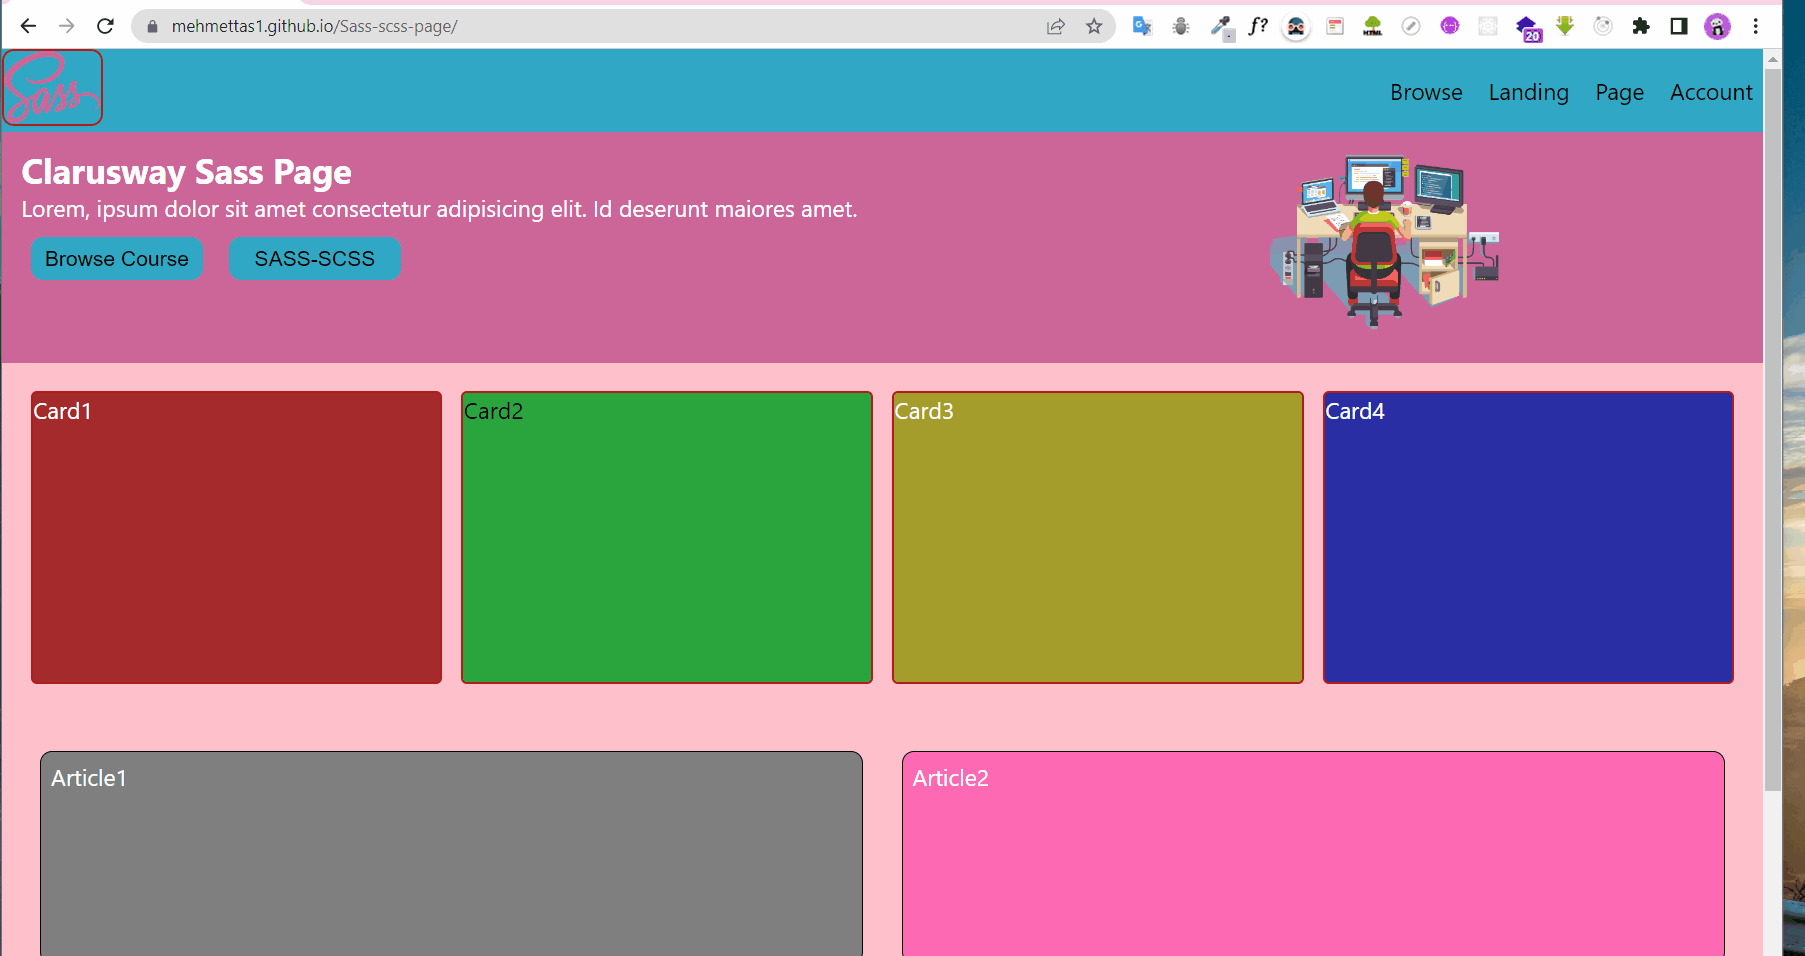 mehmettas1.github.io/Sass-scss-page/
f?
HTML
20
Sass
Browse Landing Page Account
Clarusway Sass Page
Lorem, ipsum dolor sit amet consectetur adipisicing elit. Id deserunt maiores amet.
Browse Course SASS-SCSS
Card1 Card2 Card3 Card4
Article1 Article2